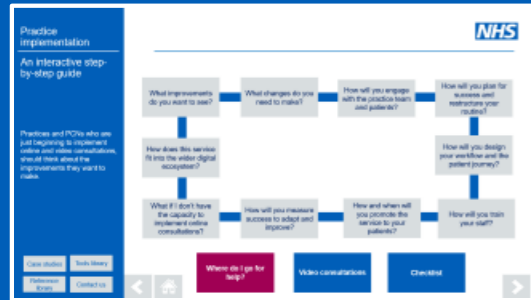 Practice
implementation
An interactive step-
by-step guide
Practices and PCNs who are
just beginning to implement
online and video consultations,
should think about the
improvements they want to
make.
Case studies
Tools library
Reference
library
Contact us
NHS
What improvements
do you want to see?
What changes do you
need to make?
How will you engage
with the practice team
and patients?
How will you plan for
success and
restructure your
routine?
How does this service
fit into the wider digital
ecosystem?
How will you design
your workflow and the
patient journey?
What if I don't have
the capacity to
implement online
consultations?
How will you measure
success to adapt and
improve?
How and when will
you promote the
service to your
patients?
How will you train
your staff?
Where do I go for
help?
Video consultations
Checklist